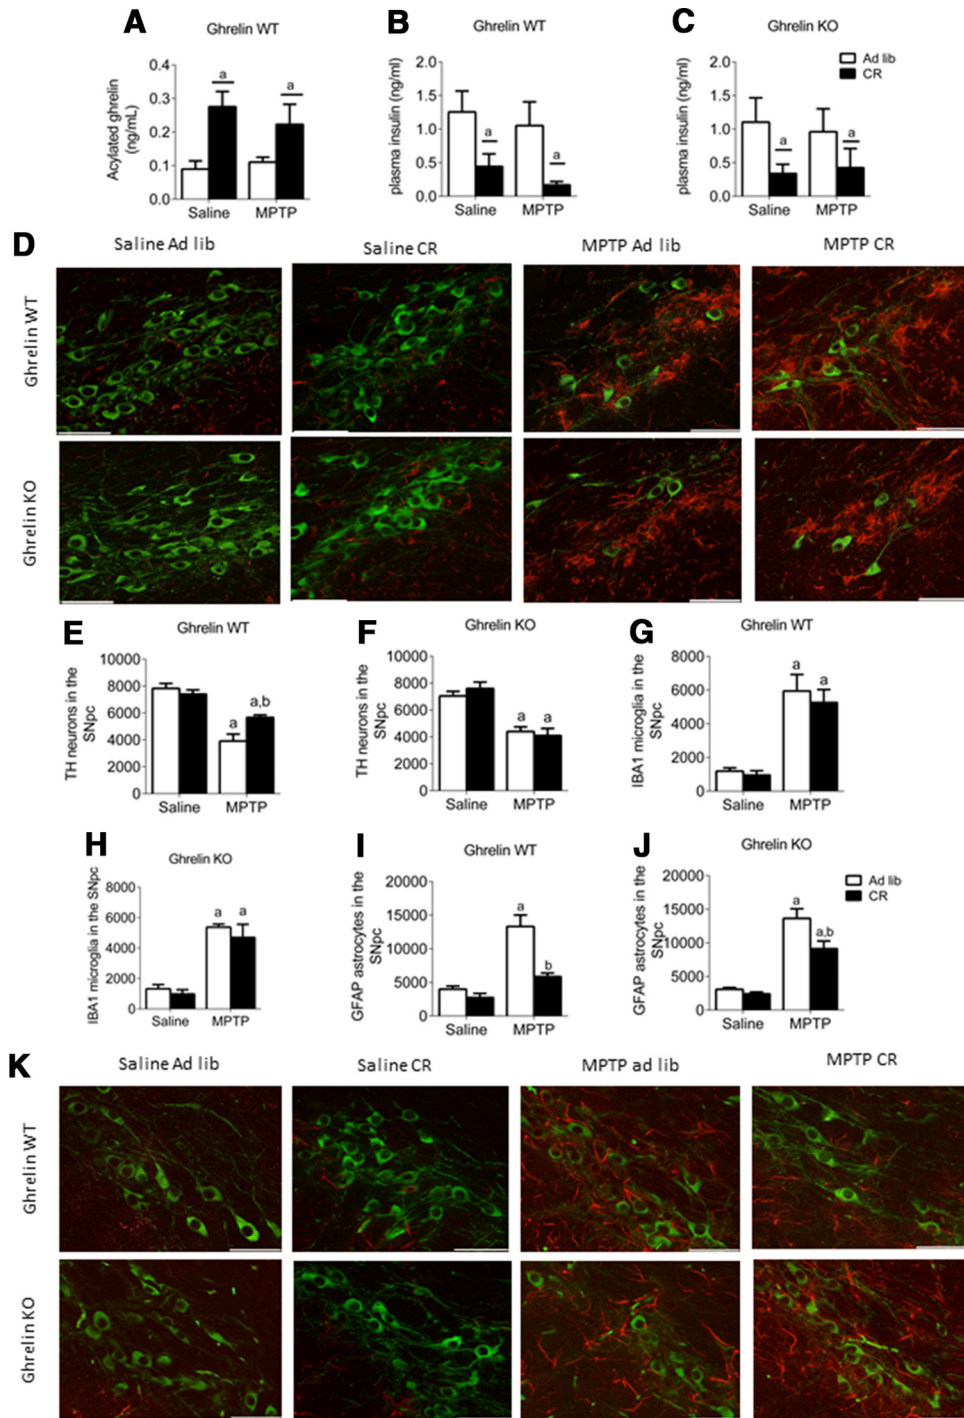 A
Ghrelin WT
Acylated ghrelin
(ng/mL)
0.4
0.3
0.2
0.1
0.0
a
a
Saline
MPTP
B
Ghrelin WT
plasma insulin (ng/ml)
2.0
1.5
1.0
0.5
0.0
a
a
Saline
MPTP
C
Ghrelin KO
plasma insulin (ng/ml)
2.0
1.5
1.0
0.5
0.0
a
a
Saline
MPTP
Ad lib
CR
D
Saline Ad lib
Saline CR
MPTP Ad lib
MPTP CR
Ghrelin WT
Ghrelin KO
E
Ghrelin WT
TH neurons in the
SNpc
10000
8000
6000
4000
2000
0
a
a,b
Saline
MPTP
F
Ghrelin KO
TH neurons in the
SNpc
10000
8000
6000
4000
2000
0
a
a
Saline
MPTP
G
Ghrelin WT
IBA1 microglia in the
SNpc
8000
6000
4000
2000
0
a
a
Saline
MPTP
H
Ghrelin KO
IBA1 microglia in the SNpc
8000
6000
4000
2000
0
a
a
Saline
MPTP
I
Ghrelin WT
GFAP astrocytes in the
SNpc
20000
15000
10000
5000
0
a
b
Saline
MPTP
J
Ghrelin KO
GFAP astrocytes in the
SNpc
20000
15000
10000
5000
0
a
a,b
Saline
MPTP
Ad lib
CR
K
Saline Ad lib
Saline CR
MPTP ad lib
MPTP CR
Ghrelin WT
Ghrelin KO